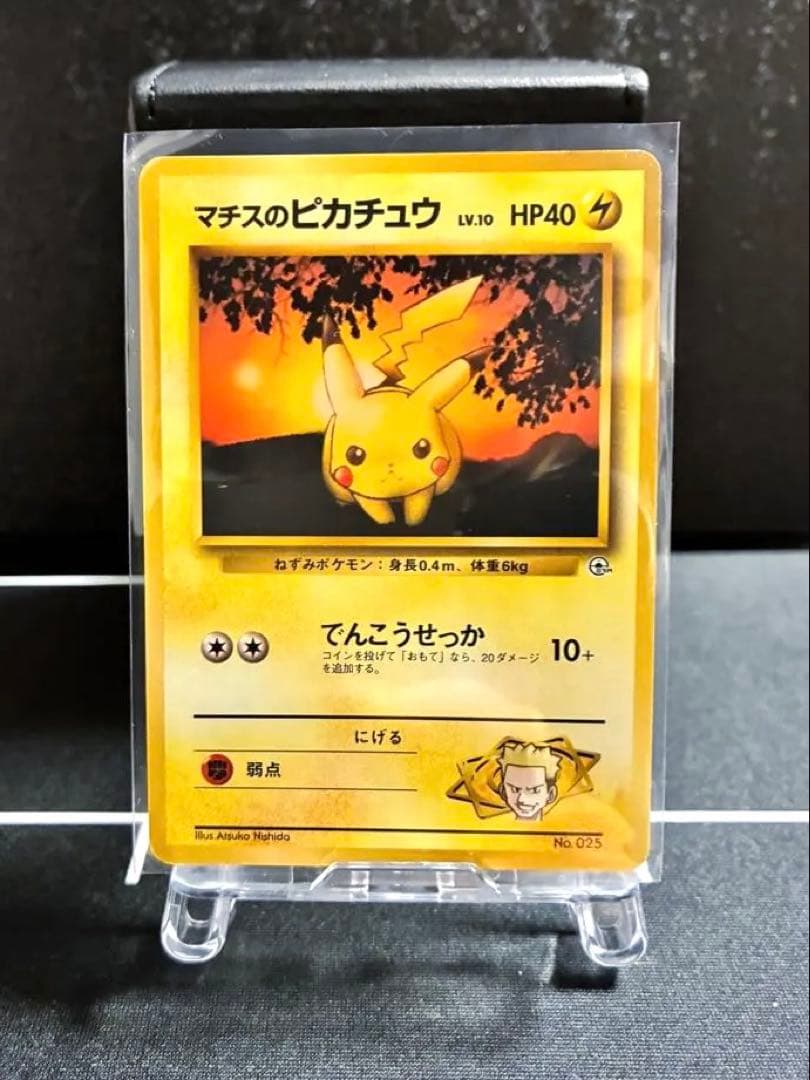 マチスのピカチュウ LV.10 HP40
ねずみポケモン：身長0.4m、体重6kg
でんこうせっか 10+
コインを投げて「おもて」なら、20ダメージ
を追加する。
にげる
弱点
Illus. Atsuko Nishida
No. 025